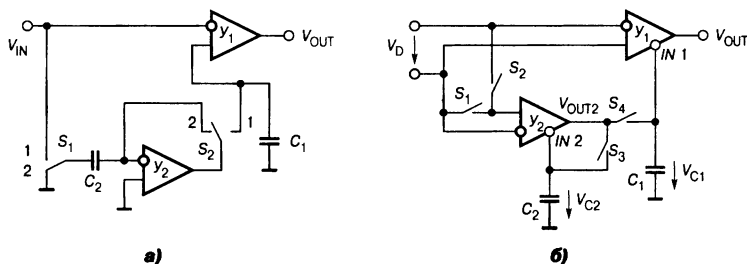 V_IN
y_1
V_OUT
1
2
S_1
C_2
y_2
2
1
S_2
C_1
V_D
y_1
IN 1
V_OUT
S_2
S_1
y_2
V_OUT2
IN 2
S_4
S_3
C_1
V_C1
C_2
V_C2
а)
б)